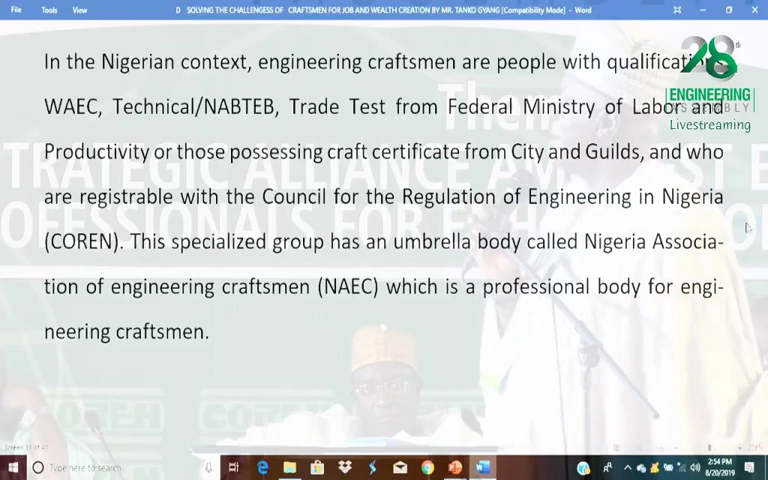 File Tools View D SOLVING THE CHALLENGESS OF CRAFTSMEN FOR JOB AND WEALTH CREATION BY MR. TANKO GYANG [Compatibility Mode] - Word
In the Nigerian context, engineering craftsmen are people with
WAEC, Technical/NABTEB, Trade Test from Federal Ministry of Labor and
Productivity or those possessing craft certificate from City and Guilds, and who
are registrable with the Council for the Regulation of Engineering in Nigeria
(COREN). This specialized group has an umbrella body called Nigeria Associa-
tion of engineering craftsmen (NAEC) which is a professional body for engi-
neering craftsmen.
28th
ENGINEERING
ASSEMBLY
Livestreaming
COREN
Type here to search
2:54 PM
8/20/2019